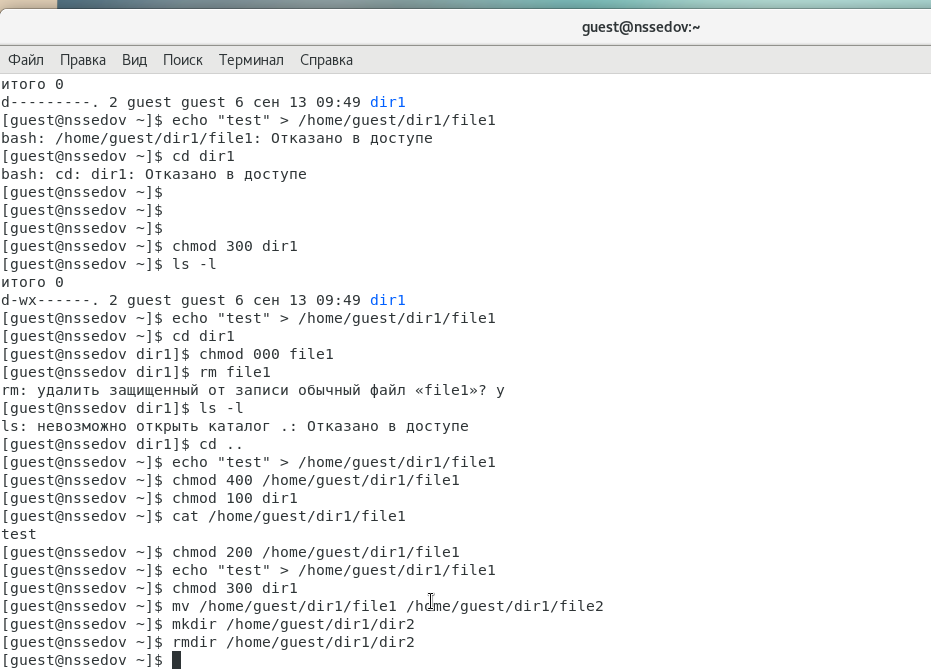 guest@nssedov:~
Файл Правка Вид Поиск Терминал Справка
итого 0
d---------. 2 guest guest 6 сен 13 09:49 dir1
[guest@nssedov ~]$ echo "test" > /home/guest/dir1/file1
bash: /home/guest/dir1/file1: Отказано в доступе
[guest@nssedov ~]$ cd dir1
bash: cd: dir1: Отказано в доступе
[guest@nssedov ~]$
[guest@nssedov ~]$
[guest@nssedov ~]$
[guest@nssedov ~]$ chmod 300 dir1
[guest@nssedov ~]$ ls -l
итого 0
d-wx------. 2 guest guest 6 сен 13 09:49 dir1
[guest@nssedov ~]$ echo "test" > /home/guest/dir1/file1
[guest@nssedov ~]$ cd dir1
[guest@nssedov dir1]$ chmod 000 file1
[guest@nssedov dir1]$ rm file1
rm: удалить защищенный от записи обычный файл «file1»? y
[guest@nssedov dir1]$ ls -l
ls: невозможно открыть каталог .: Отказано в доступе
[guest@nssedov dir1]$ cd ..
[guest@nssedov ~]$ echo "test" > /home/guest/dir1/file1
[guest@nssedov ~]$ chmod 400 /home/guest/dir1/file1
[guest@nssedov ~]$ chmod 100 dir1
[guest@nssedov ~]$ cat /home/guest/dir1/file1
test
[guest@nssedov ~]$ chmod 200 /home/guest/dir1/file1
[guest@nssedov ~]$ echo "test" > /home/guest/dir1/file1
[guest@nssedov ~]$ chmod 300 dir1
[guest@nssedov ~]$ mv /home/guest/dir1/file1 /home/guest/dir1/file2
[guest@nssedov ~]$ mkdir /home/guest/dir1/dir2
[guest@nssedov ~]$ rmdir /home/guest/dir1/dir2
[guest@nssedov ~]$